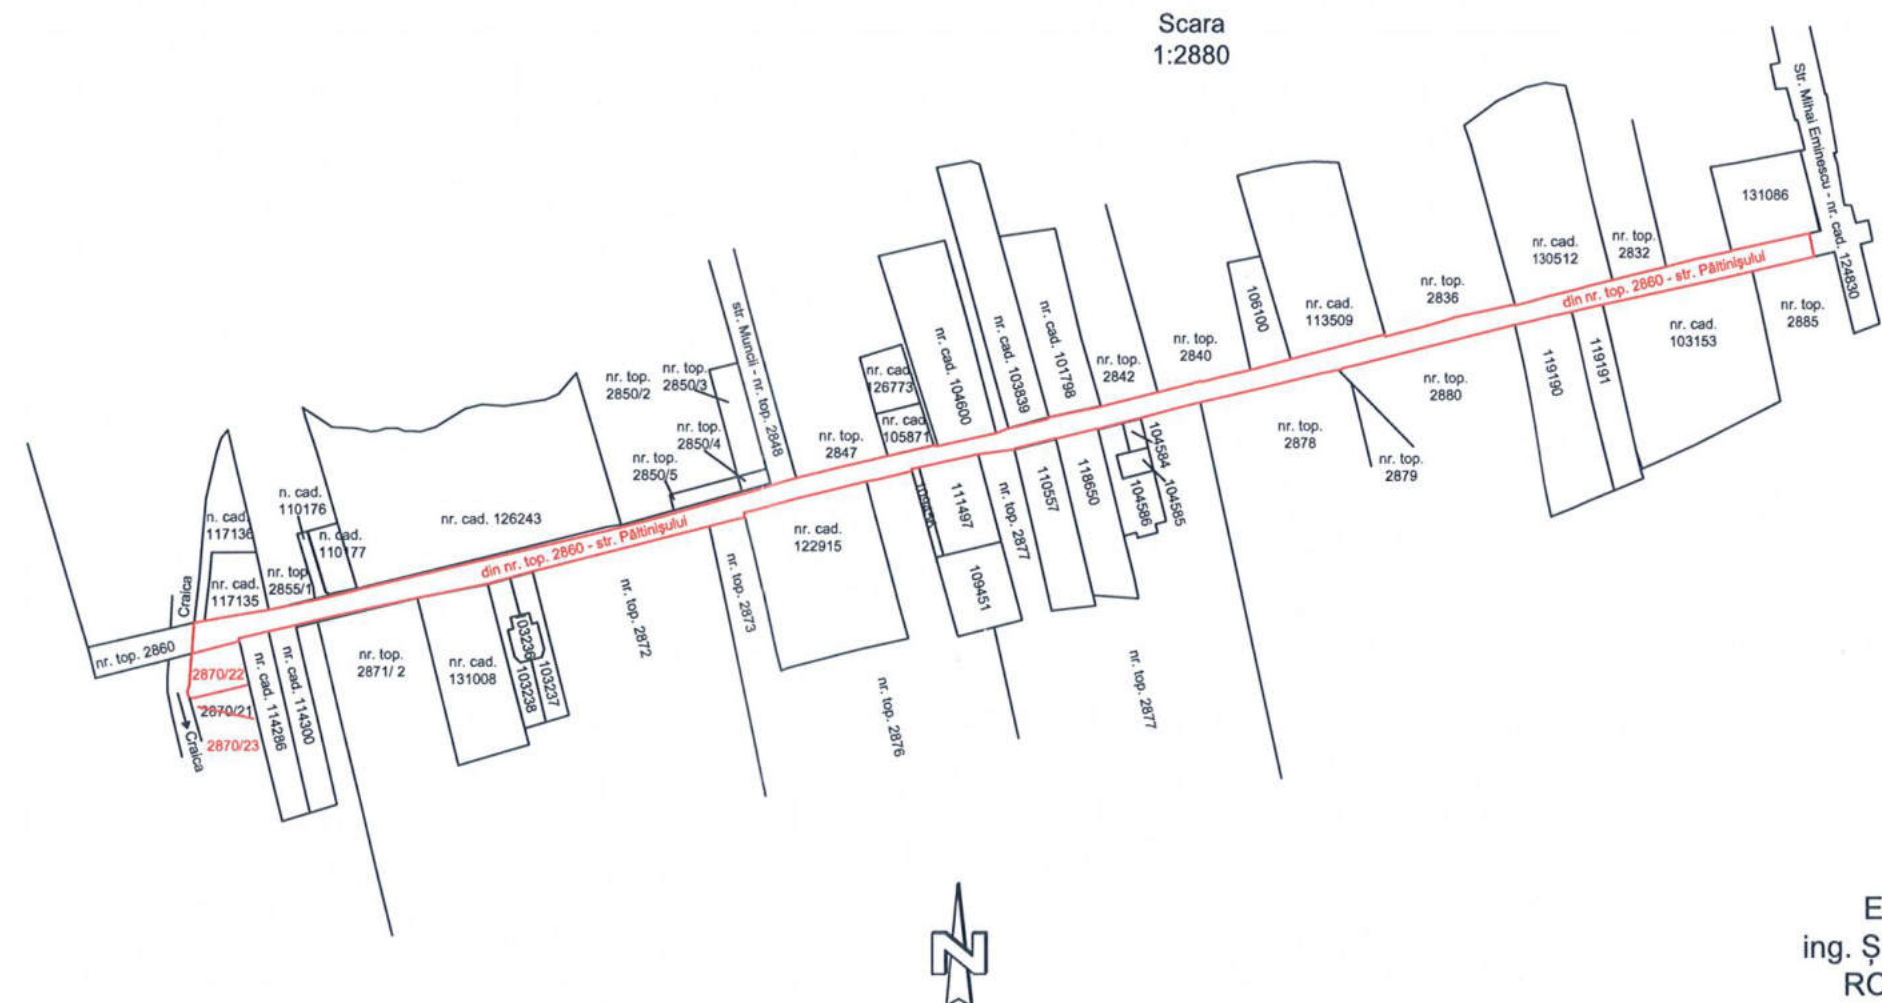 Scara
1:2880
Str. Mihai Eminescu - nr. cad. 124830
131086
nr. cad.
130512
nr. top.
2832
din nr. top. 2860 - str. Păltinişului
nr. top.
2836
nr. cad.
113509
106100
nr. top.
2840
nr. top.
2842
nr. cad. 101798
nr. cad. 103839
nr. cad. 104600
nr. cad
126773
nr. cad
105871
nr. top.
2847
str. Muncii - nr. top. 2848
nr. top.
2850/3
nr. top.
2850/2
nr. top.
2850/4
nr. top.
2850/5
nr. cad. 126243
n. cad.
110176
n. cad.
110177
n. cad.
117136
nr. cad.
117135
nr. top
2855/1
Craica
nr. top. 2860
din nr. top. 2860 - str. Păltinişului
2870/22
2870/21
2870/23
Craica
nr. cad. 114286
nr. cad. 114300
nr. top.
2871/ 2
nr. cad.
131008
03236
103238
103237
nr. top. 2872
nr. top. 2873
nr. cad.
122915
nr. top. 2876
111497
109451
nr. top. 2877
110557
118650
104584
104585
104586
nr. top. 2877
nr. top.
2878
nr. top.
2879
nr. top.
2880
119190
119191
nr. cad.
103153
nr. top.
2885
N
E
ing. Ș
RO